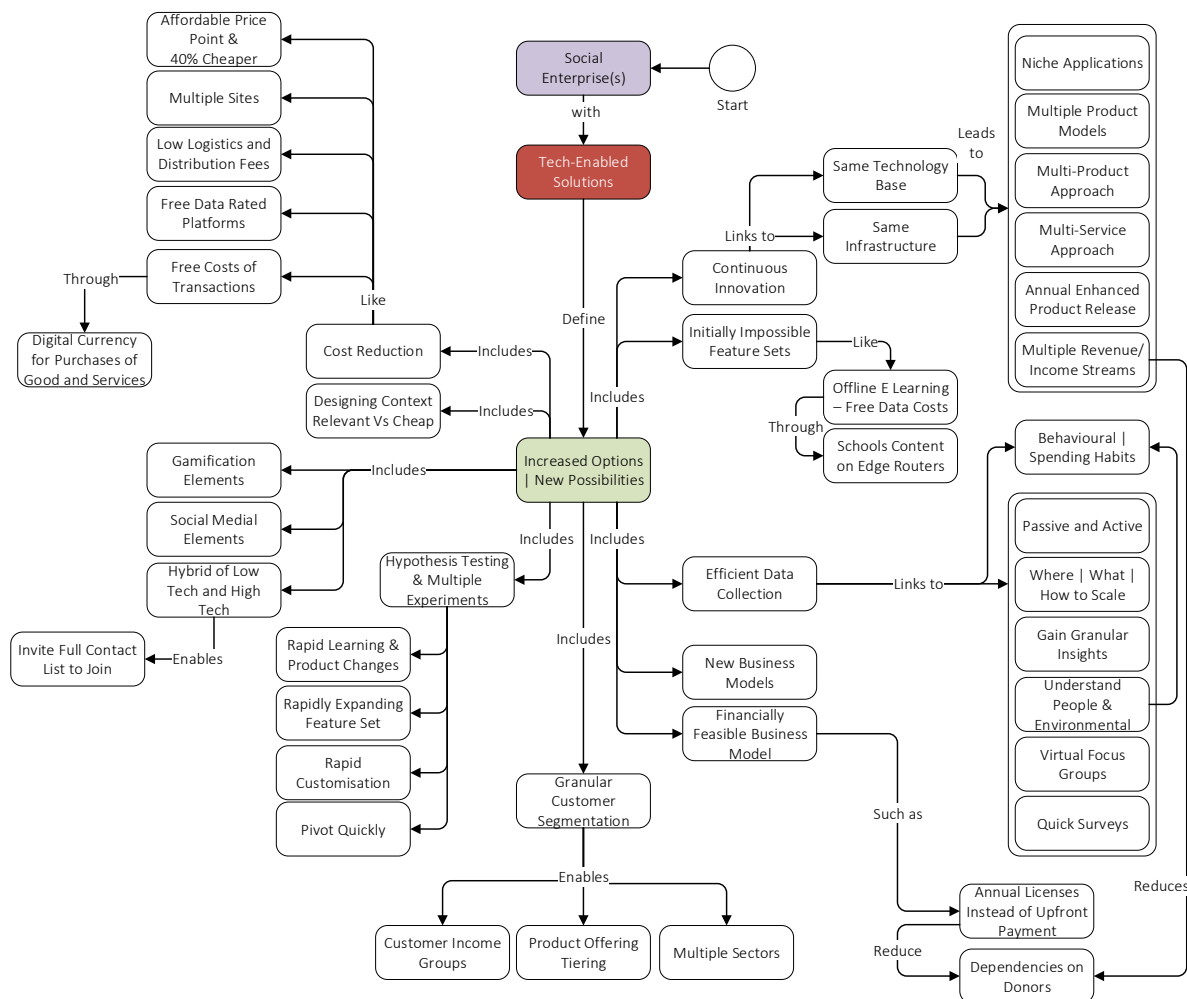 Affordable Price
Point &
40% Cheaper
Multiple Sites
Low Logistics and
Distribution Fees
Free Data Rated
Platforms
Free Costs of
Transactions
Through
Digital Currency
for Purchases of
Good and Services
Like
Cost Reduction
Includes
Designing Context
Relevant Vs Cheap
Includes
Social
Enterprise(s)
Start
with
Tech-Enabled
Solutions
Define
Increased Options
| New Possibilities
Includes
Continuous
Innovation
Links to
Same Technology
Base
Same
Infrastructure
Leads
to
Niche Applications
Multiple Product
Models
Multi-Product
Approach
Multi-Service
Approach
Annual Enhanced
Product Release
Multiple Revenue/
Income Streams
Initially Impossible
Feature Sets
Like
Offline E Learning
– Free Data Costs
Through
Schools Content
on Edge Routers
Includes
Gamification
Elements
Social Medial
Elements
Hybrid of Low
Tech and High
Tech
Enables
Invite Full Contact
List to Join
Includes
Hypothesis Testing
& Multiple
Experiments
Rapid Learning &
Product Changes
Rapidly Expanding
Feature Set
Rapid
Customisation
Pivot Quickly
Includes
Granular
Customer
Segmentation
Enables
Customer Income
Groups
Product Offering
Tiering
Multiple Sectors
Includes
Efficient Data
Collection
Links to
Behavioural |
Spending Habits
Passive and Active
Where | What |
How to Scale
Gain Granular
Insights
Understand
People &
Environmental
Virtual Focus
Groups
Quick Surveys
New Business
Models
Financially
Feasible Business
Model
Such as
Annual Licenses
Instead of Upfront
Payment
Reduce
Reduces
Dependencies on
Donors